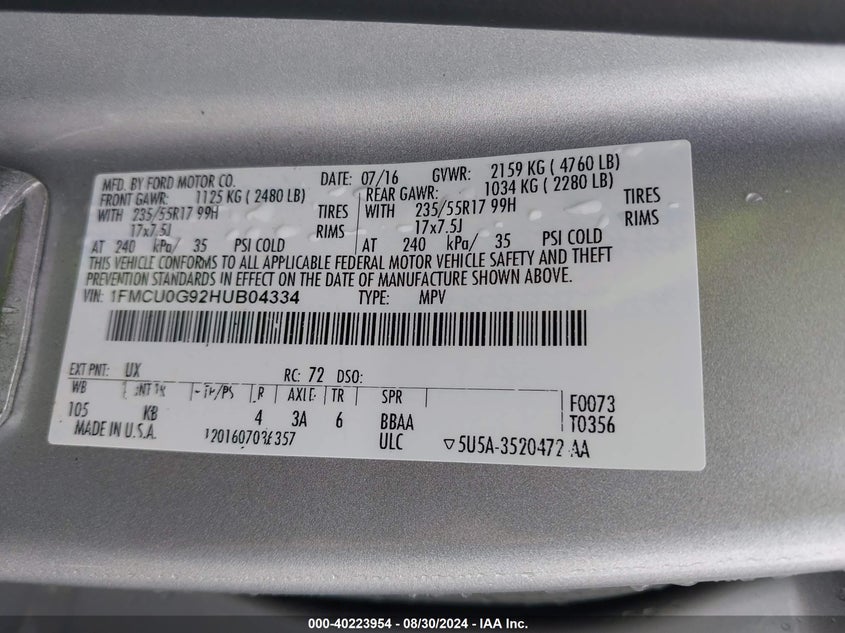 MFD. BY FORD MOTOR CO. DATE: 07/16 GVWR: 2159 KG ( 4760 LB)
FRONT GAWR: 1125 KG ( 2480 LB) REAR GAWR: 1034 KG ( 2280 LB)
WITH 235/55R17 99H TIRES WITH 235/55R17 99H TIRES
17x7.5J RIMS 17x7.5J RIMS
AT 240 kPa/ 35 PSI COLD AT 240 kPa/ 35 PSI COLD
THIS VEHICLE CONFORMS TO ALL APPLICABLE FEDERAL MOTOR VEHICLE SAFETY AND THEFT
PREVENTION STANDARDS IN EFFECT ON THE DATE OF MANUFACTURE SHOWN ABOVE.
VIN: 1FMCU0G92HUB04334 TYPE: MPV
EXT PNT: UX RC: 72 DSO:
WB TP/PS R AXLE TR SPR
105 KB 4 3A 6 BBAA F0073
MADE IN U.S.A. ULC T0356
▽5U5A-3520472 AA
000-40223954 - 08/30/2024 - IAA Inc.